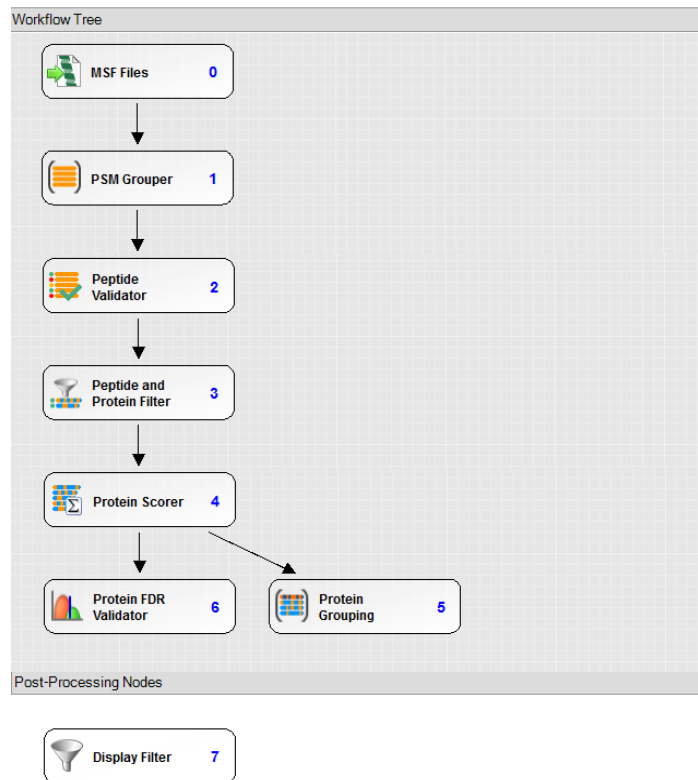 Workflow Tree
MSF Files 0
PSM Grouper 1
Peptide
Validator 2
Peptide and
Protein Filter 3
Protein Scorer 4
Protein FDR
Validator 6
Protein
Grouping 5
Post-Processing Nodes
Display Filter 7